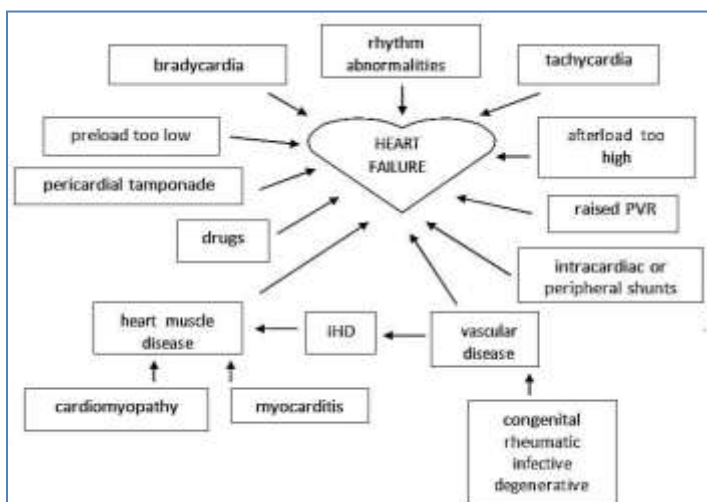 rhythm
abnormalities
bradycardia
tachycardia
preload too low
HEART
FAILURE
afterload too
high
pericardial tamponade
raised PVR
drugs
intracardiac or
peripheral shunts
heart muscle
disease
IHD
vascular
disease
cardiomyopathy
myocarditis
congenital
rheumatic
infective
degenerative